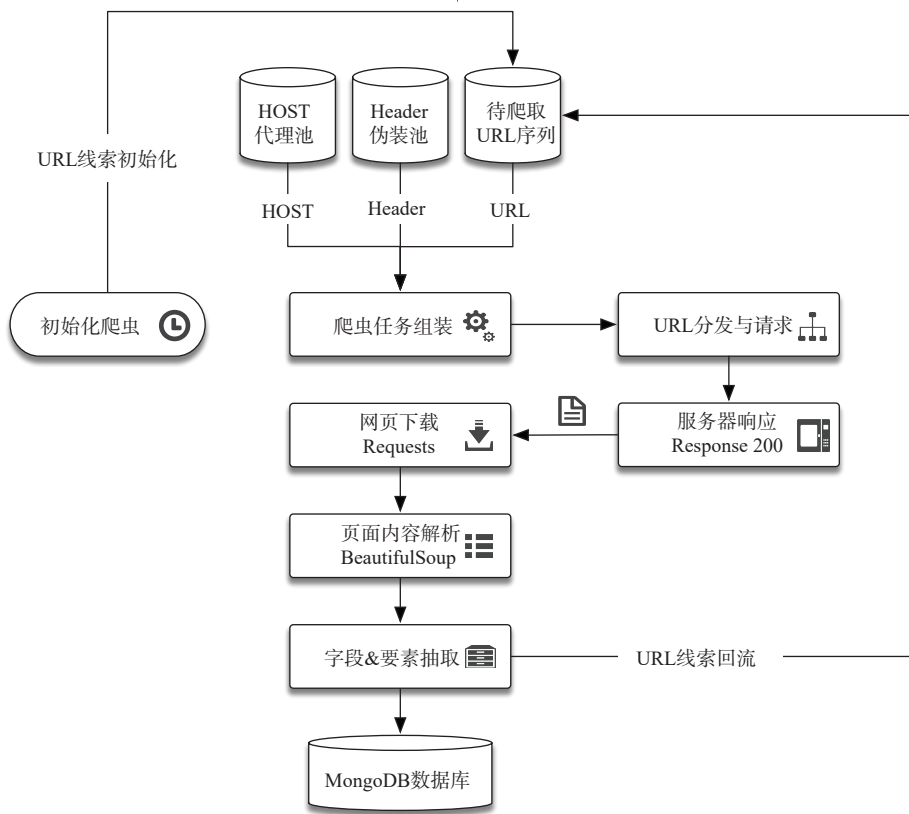 HOST
代理池
Header
伪装池
待爬取
URL序列
URL线索初始化
HOST
Header
URL
初始化爬虫
爬虫任务组装
URL分发与请求
网页下载
Requests
服务器响应
Response 200
页面内容解析
BeautifulSoup
字段&要素抽取
URL线索回流
MongoDB数据库